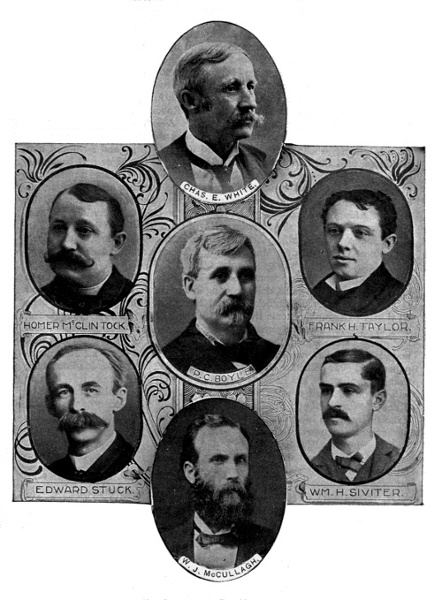 CHAS. E. WHITE.
HOMER McCLINTOCK.
FRANK H. TAYLOR.
P. C. BOYLE
EDWARD STUCK.
WM. H. SIVITER.
W. J. McCULLAGH.